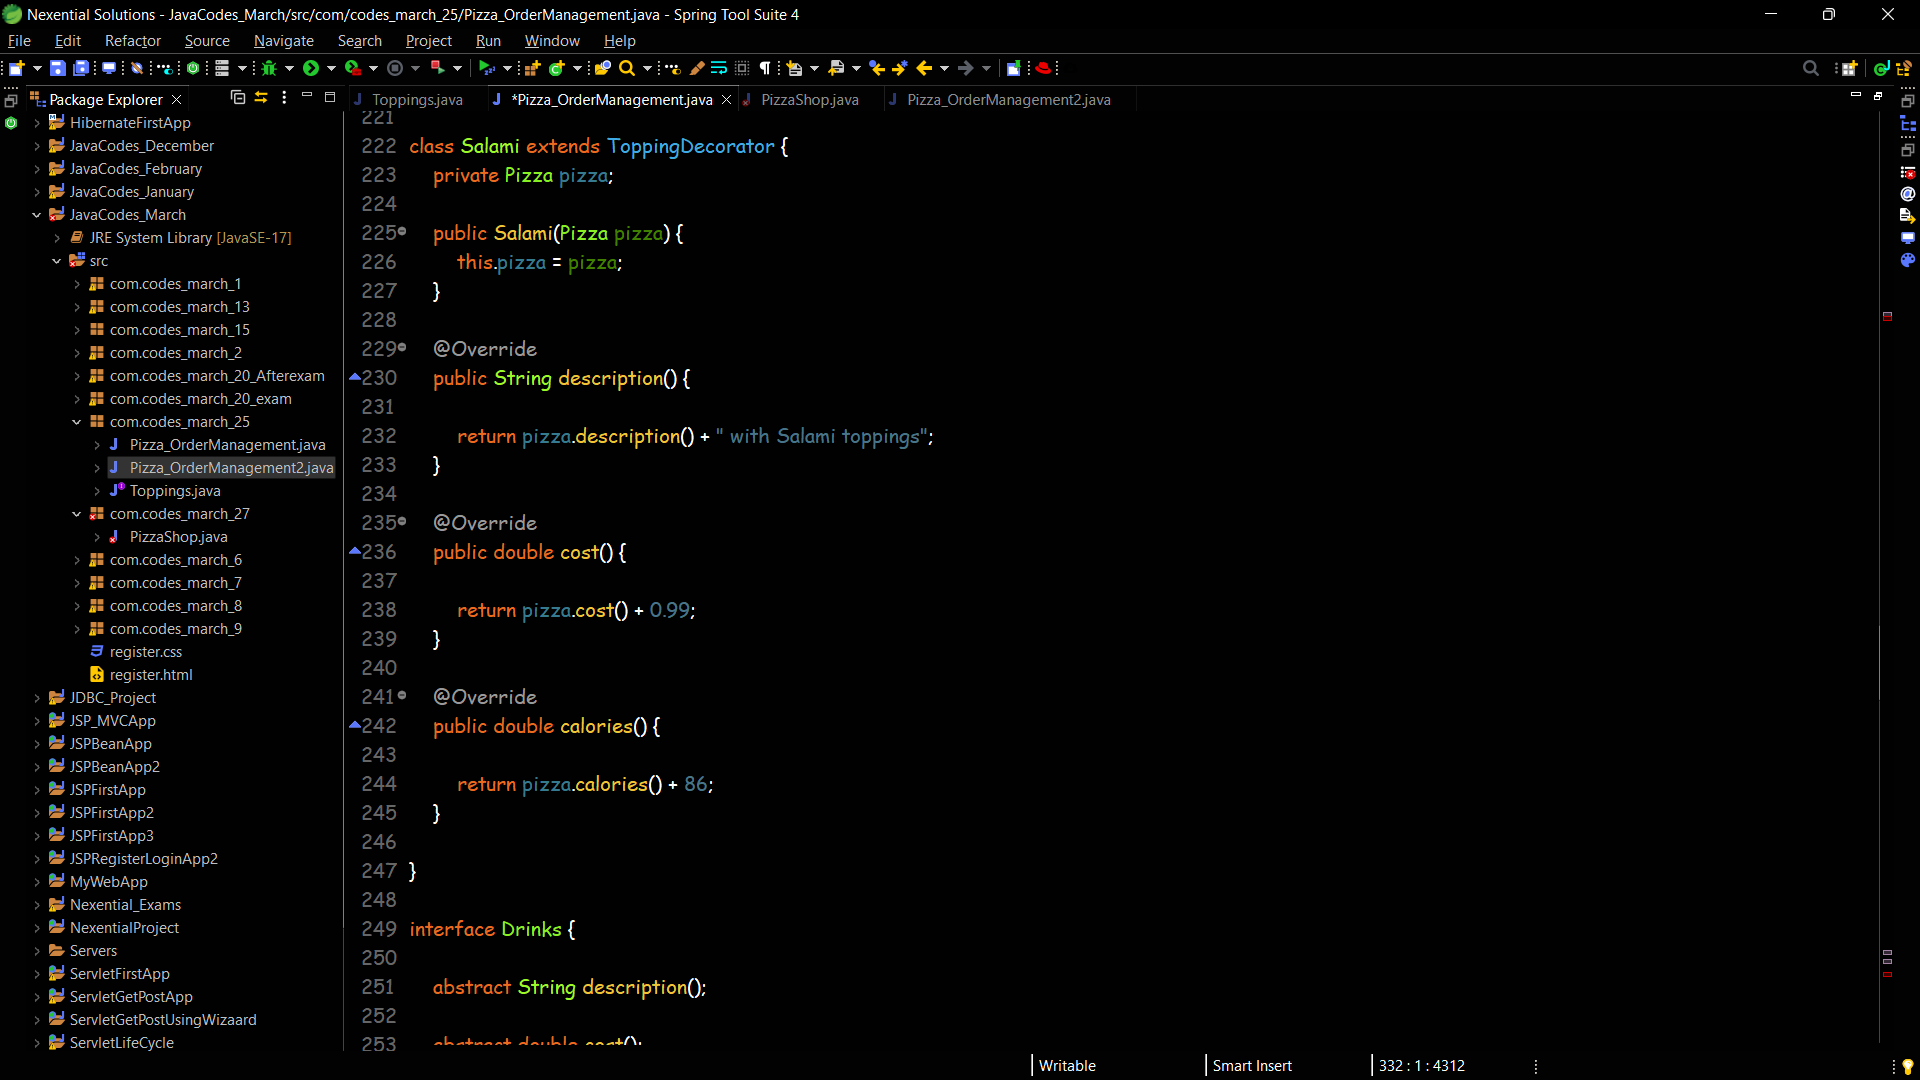 Nexential Solutions - JavaCodes_March/src/com/codes_march_25/Pizza_OrderManagement.java - Spring Tool Suite 4
File Edit Refactor Source Navigate Search Project Run Window Help
Package Explorer
Toppings.java *Pizza_OrderManagement.java PizzaShop.java Pizza_OrderManagement2.java
HibernateFirstApp
JavaCodes_December
JavaCodes_February
JavaCodes_January
JavaCodes_March
JRE System Library [JavaSE-17]
src
com.codes_march_1
com.codes_march_13
com.codes_march_15
com.codes_march_2
com.codes_march_20_Afterexam
com.codes_march_20_exam
com.codes_march_25
Pizza_OrderManagement.java
Pizza_OrderManagement2.java
Toppings.java
com.codes_march_27
PizzaShop.java
com.codes_march_6
com.codes_march_7
com.codes_march_8
com.codes_march_9
register.css
register.html
JDBC_Project
JSP_MVCApp
JSPBeanApp
JSPBeanApp2
JSPFirstApp
JSPFirstApp2
JSPFirstApp3
JSPRegisterLoginApp2
MyWebApp
Nexential_Exams
NexentialProject
Servers
ServletFirstApp
ServletGetPostApp
ServletGetPostUsingWizaard
ServletLifeCycle
221
222 class Salami extends ToppingDecorator {
223 private Pizza pizza;
224
225 public Salami(Pizza pizza) {
226 this.pizza = pizza;
227 }
228
229 @Override
230 public String description() {
231
232 return pizza.description() + " with Salami toppings";
233 }
234
235 @Override
236 public double cost() {
237
238 return pizza.cost() + 0.99;
239 }
240
241 @Override
242 public double calories() {
243
244 return pizza.calories() + 86;
245 }
246
247 }
248
249 interface Drinks {
250
251 abstract String description();
252
253 abstract double cost();
Writable Smart Insert 332 : 1 : 4312